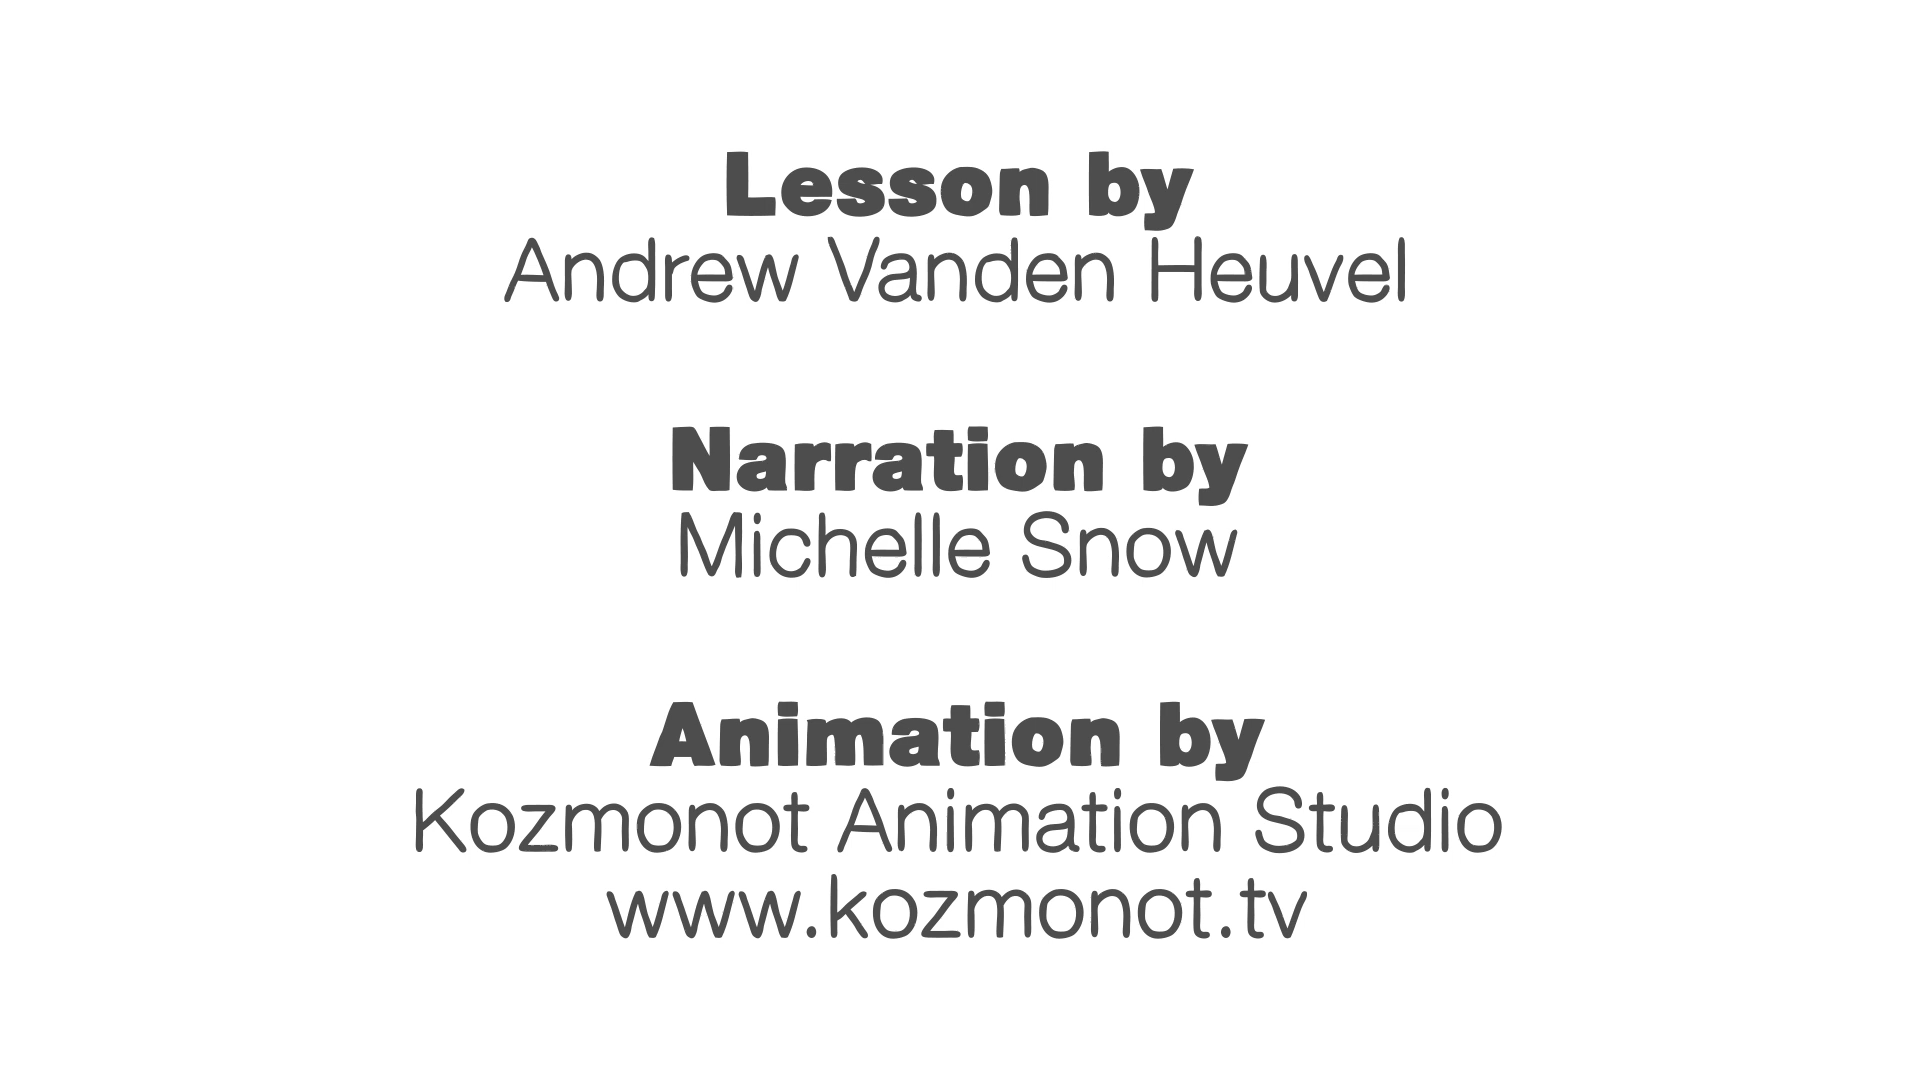 Lesson by
Andrew Vanden Heuvel
Narration by
Michelle Snow
Animation by
Kozmonot Animation Studio
www.kozmonot.tv